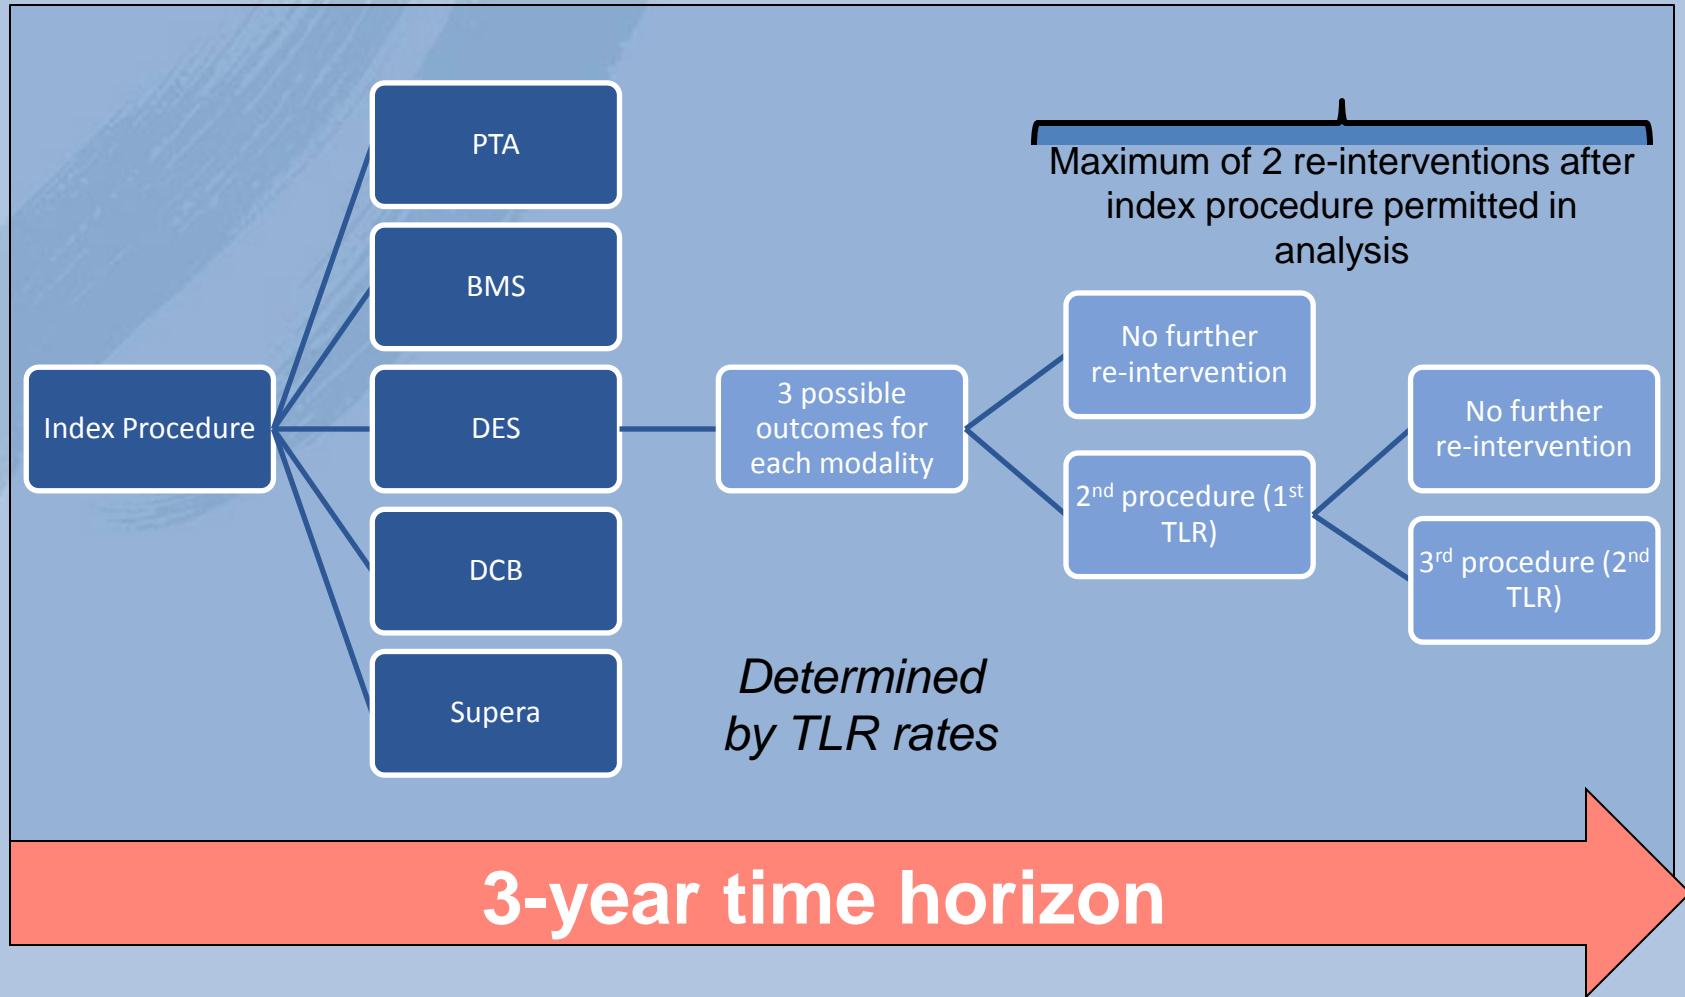 PTA
BMS
Index Procedure
DES
DCB
Supera
3 possible
outcomes for
each modality
Maximum of 2 re-interventions after
index procedure permitted in
analysis
No further
re-intervention
2nd procedure (1st
TLR)
No further
re-intervention
3rd procedure (2nd
TLR)
Determined
by TLR rates
3-year time horizon